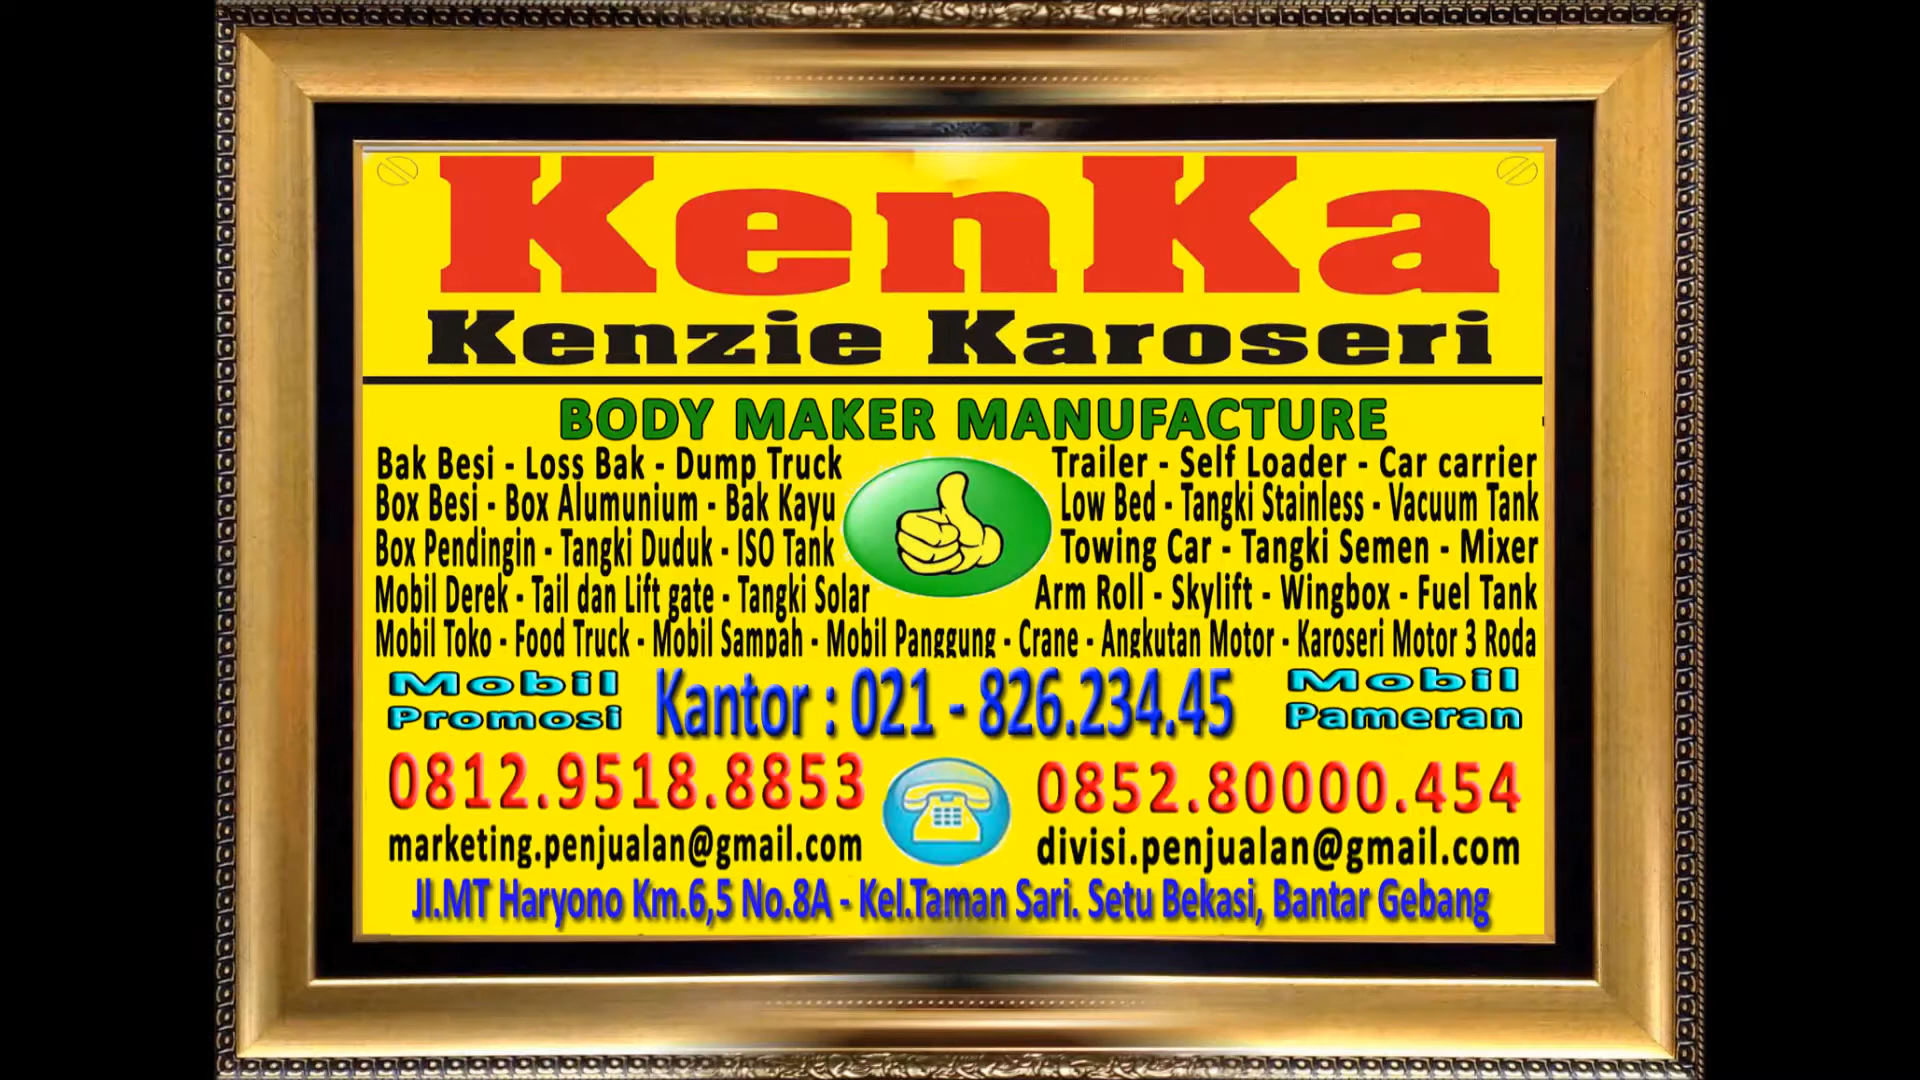 KenKa
Kenzie Karoseri
BODY MAKER MANUFACTURE
Bak Besi - Loss Bak - Dump Truck
Box Besi - Box Alumunium - Bak Kayu
Box Pendingin - Tangki Duduk - ISO Tank
Mobil Derek - Tail dan Lift gate - Tangki Solar
Trailer - Self Loader - Car carrier
Low Bed - Tangki Stainless - Vacuum Tank
Towing Car - Tangki Semen - Mixer
Arm Roll - Skylift - Wingbox - Fuel Tank
Mobil Toko - Food Truck - Mobil Sampah - Mobil Panggung - Crane - Angkutan Motor - Karoseri Motor 3 Roda
Mobil
Promosi
Kantor : 021 - 826.234.45
Mobil
Pameran
0812.9518.8853
marketing.penjualan@gmail.com
0852.80000.454
divisi.penjualan@gmail.com
Jl.MT Haryono Km.6,5 No.8A - Kel.Taman Sari. Setu Bekasi, Bantar Gebang